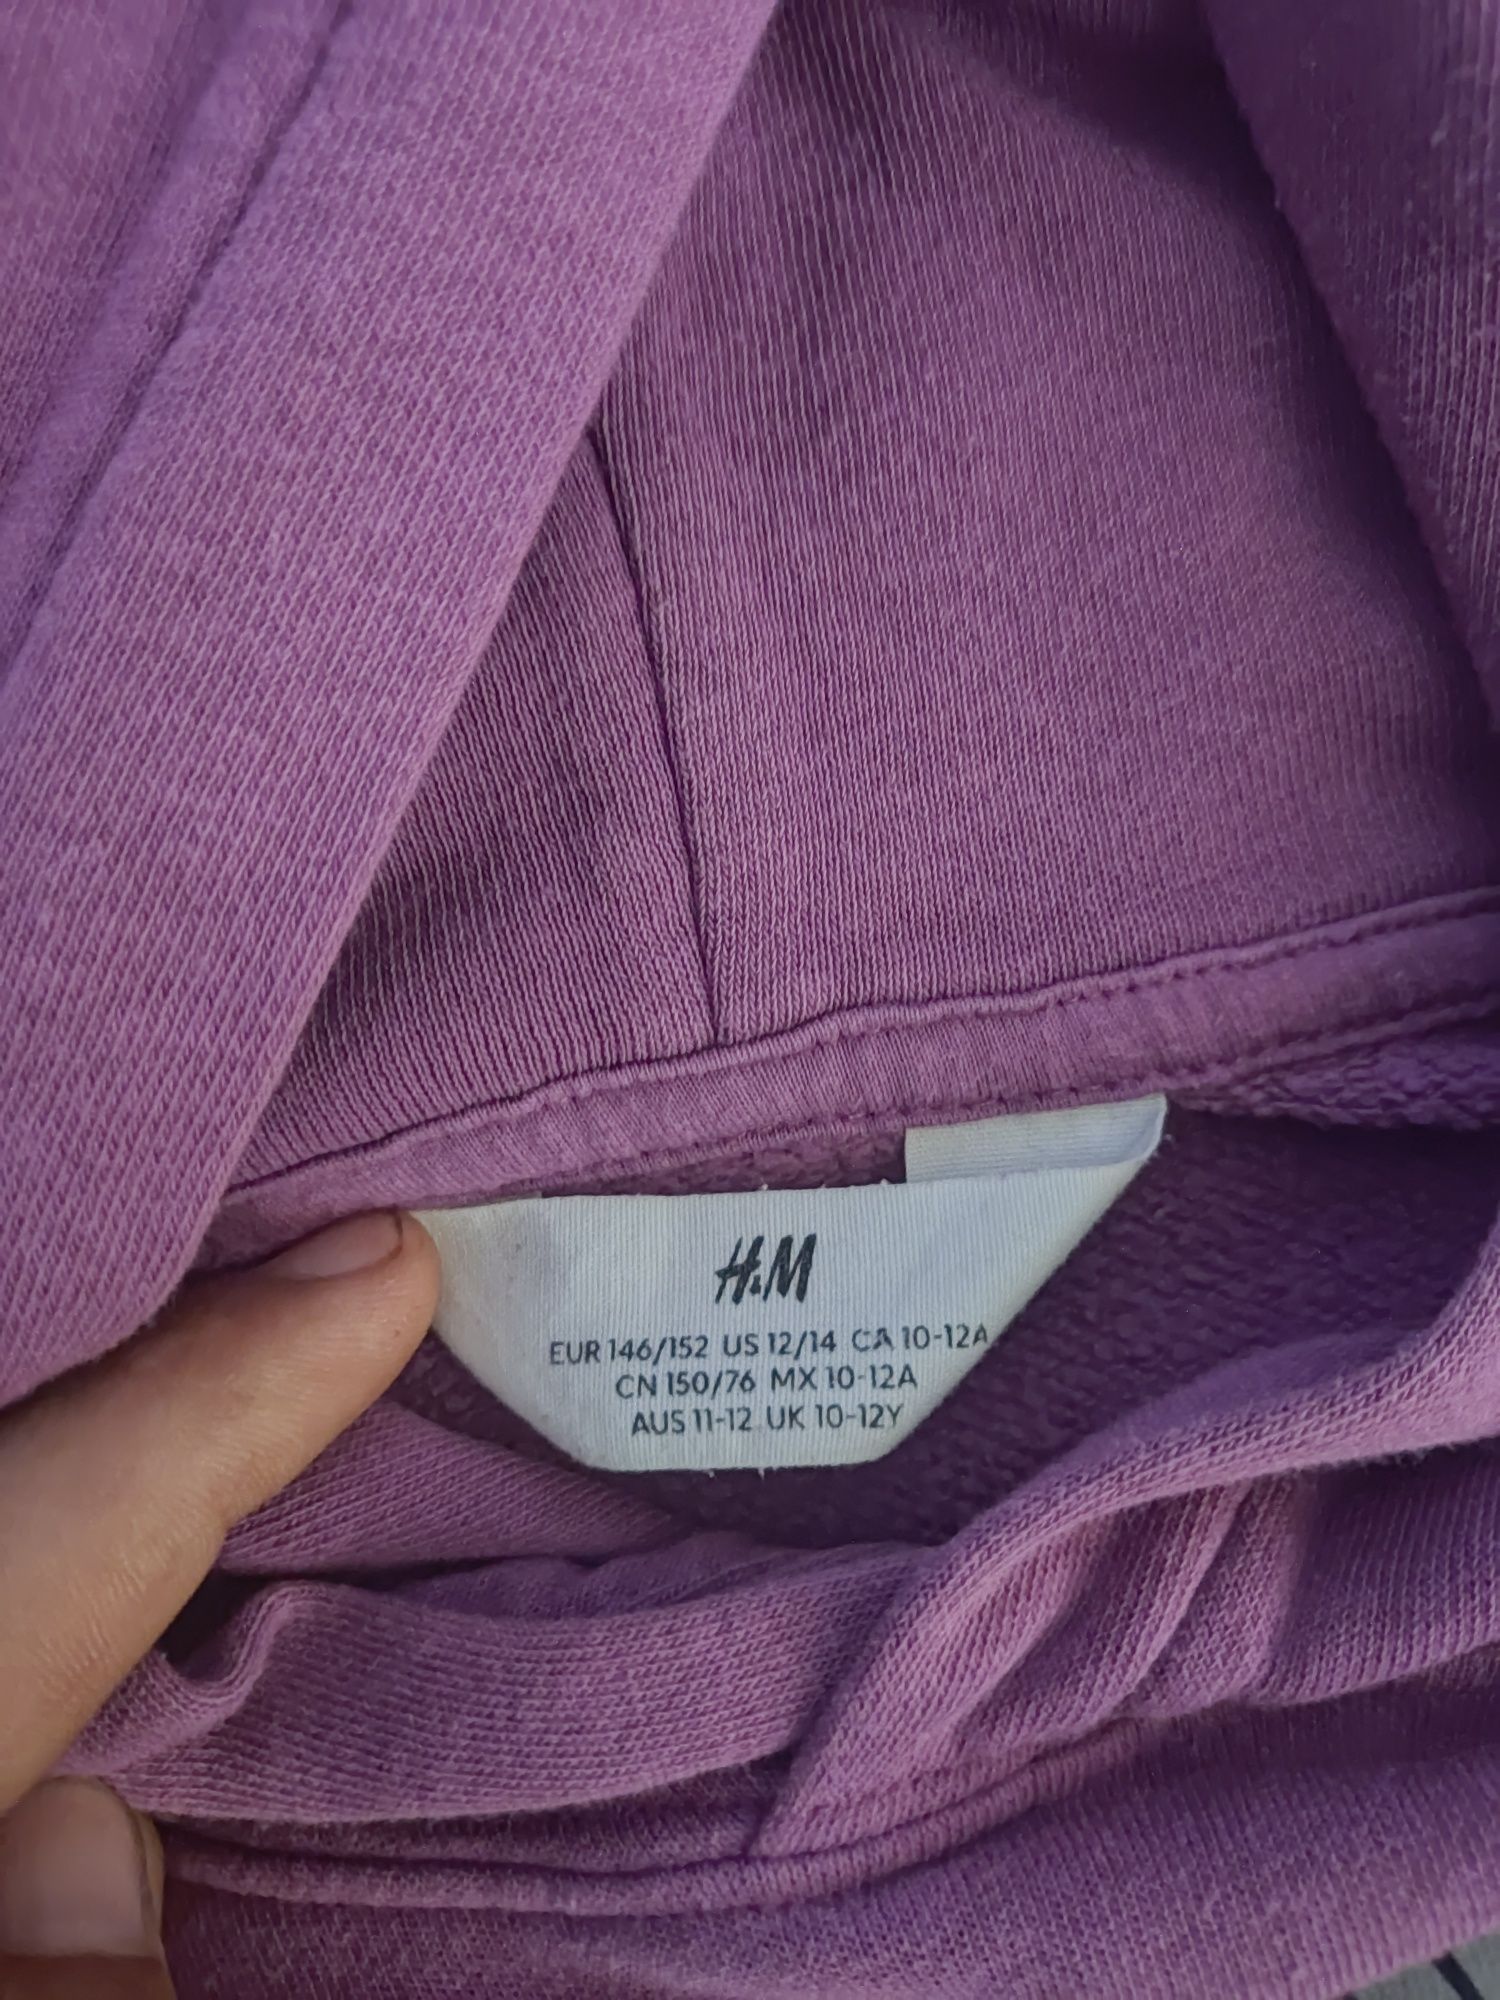 H&M
EUR 146/152 US 12/14 CA 10-12A
CN 150/76 MX 10-12A
AUS 11-12 UK 10-12Y